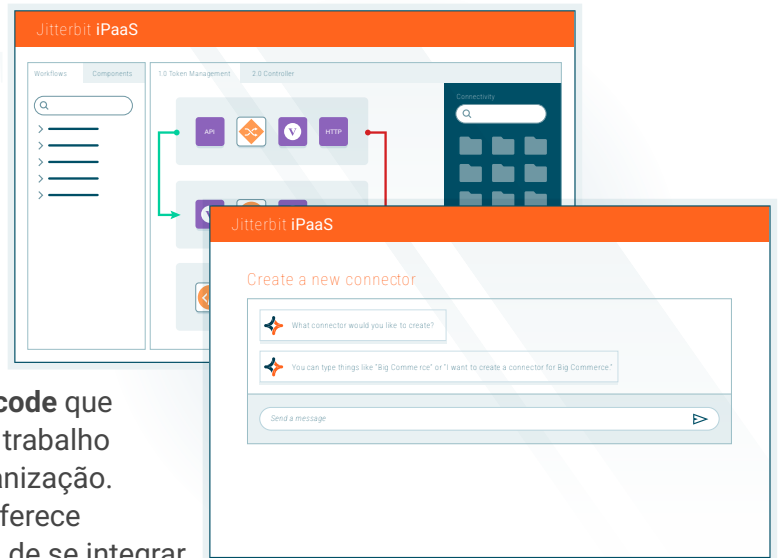 Jitterbit iPaaS
Workflows
Components
1.0 Token Management
2.0 Controller
Connectivity
API
V
HTTP
V
Jitterbit iPaaS
Create a new connector
What connector would you like to create?
You can type things like "Big Commerce" or "I want to create a connector for Big Commerce."
Send a message
code que
trabalho
anização.
ferece
de se integrar